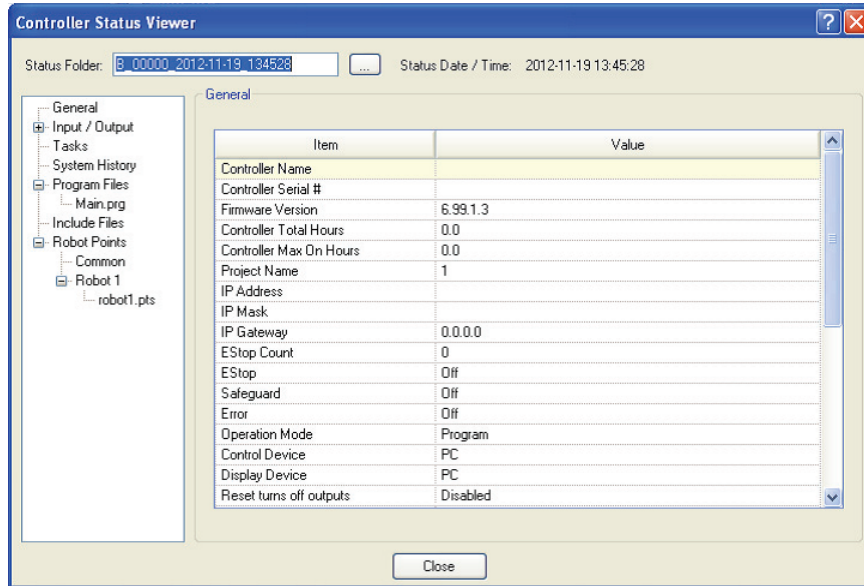 Controller Status Viewer
Status Folder: B_00000_2012-11-19_134528 ... Status Date / Time: 2012-11-19 13:45:28
General
Input / Output
Tasks
System History
Program Files
Main.prg
Include Files
Robot Points
Common
Robot 1
robot1.pts
General
Item Value
Controller Name
Controller Serial #
Firmware Version 6.99.1.3
Controller Total Hours 0.0
Controller Max On Hours 0.0
Project Name 1
IP Address
IP Mask
IP Gateway 0.0.0.0
EStop Count 0
EStop Off
Safeguard Off
Error Off
Operation Mode Program
Control Device PC
Display Device PC
Reset turns off outputs Disabled
Close